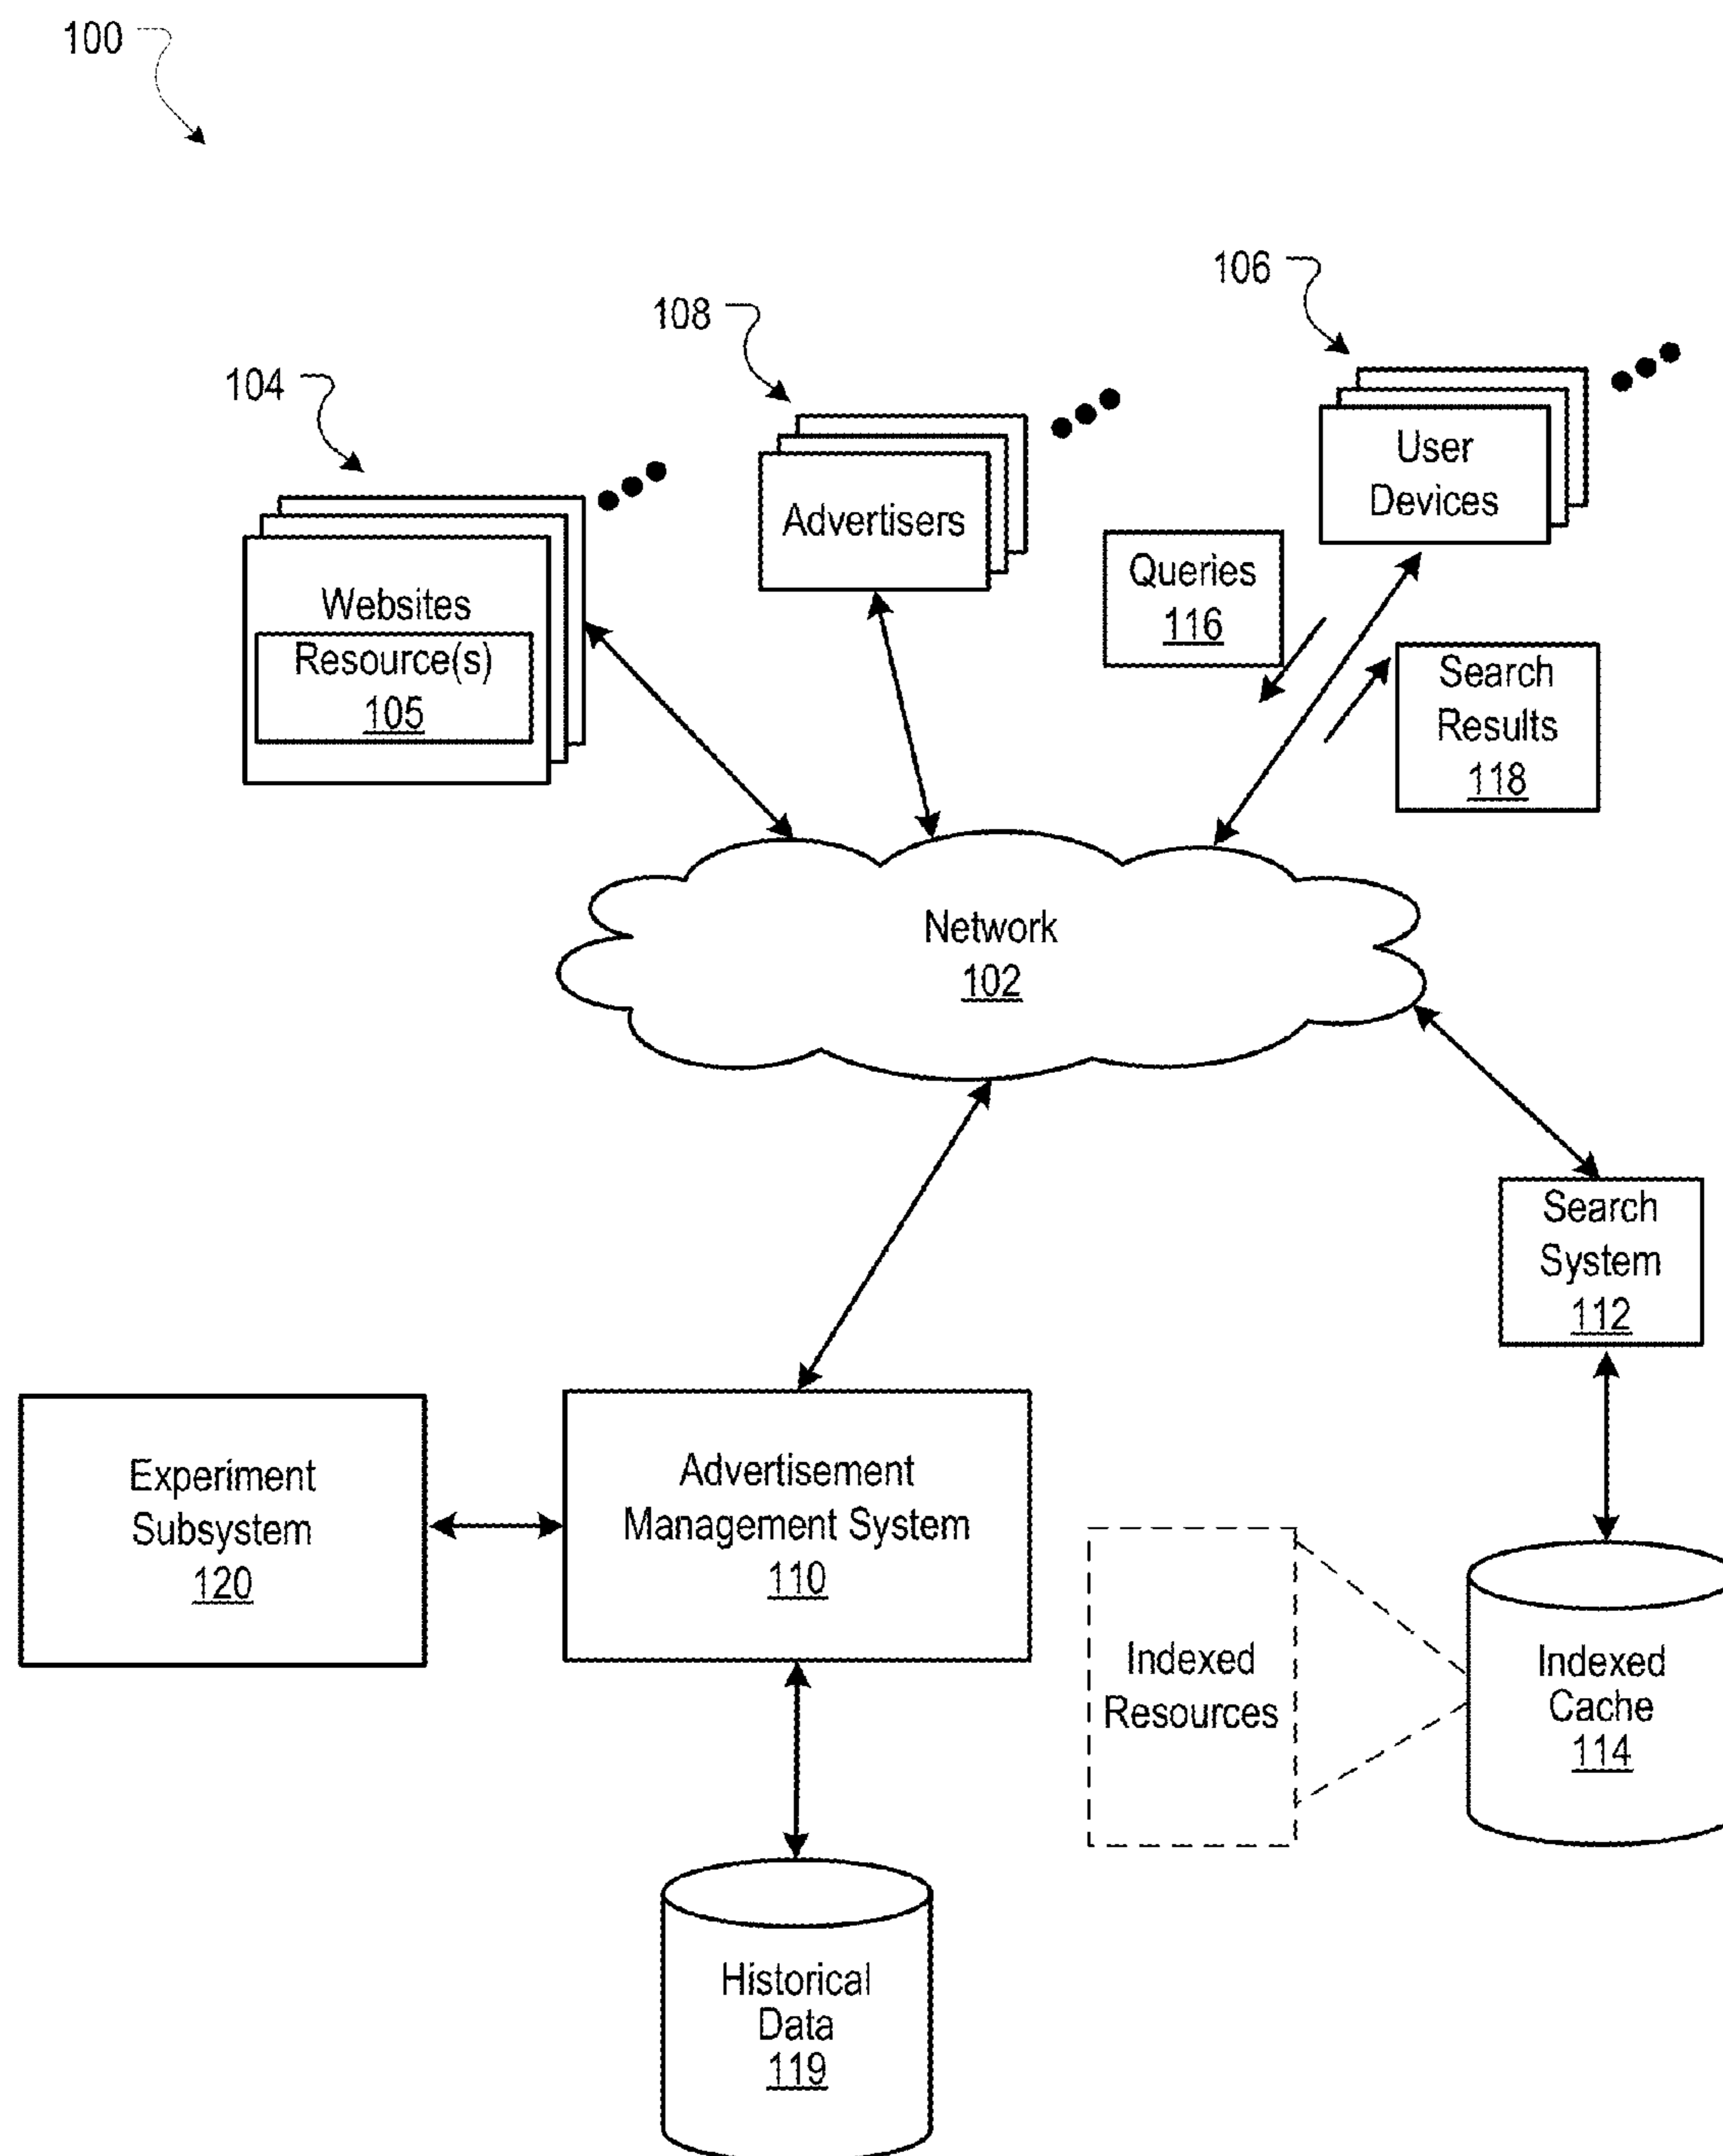 100
106
108
104
User
Devices
Advertisers
Queries
116
Websites
Resource(s)
105
Search
Results
118
Network
102
Search
System
112
Experiment
Subsystem
120
Advertisement
Management System
110
Indexed
Resources
Indexed
Cache
114
Historical
Data
119